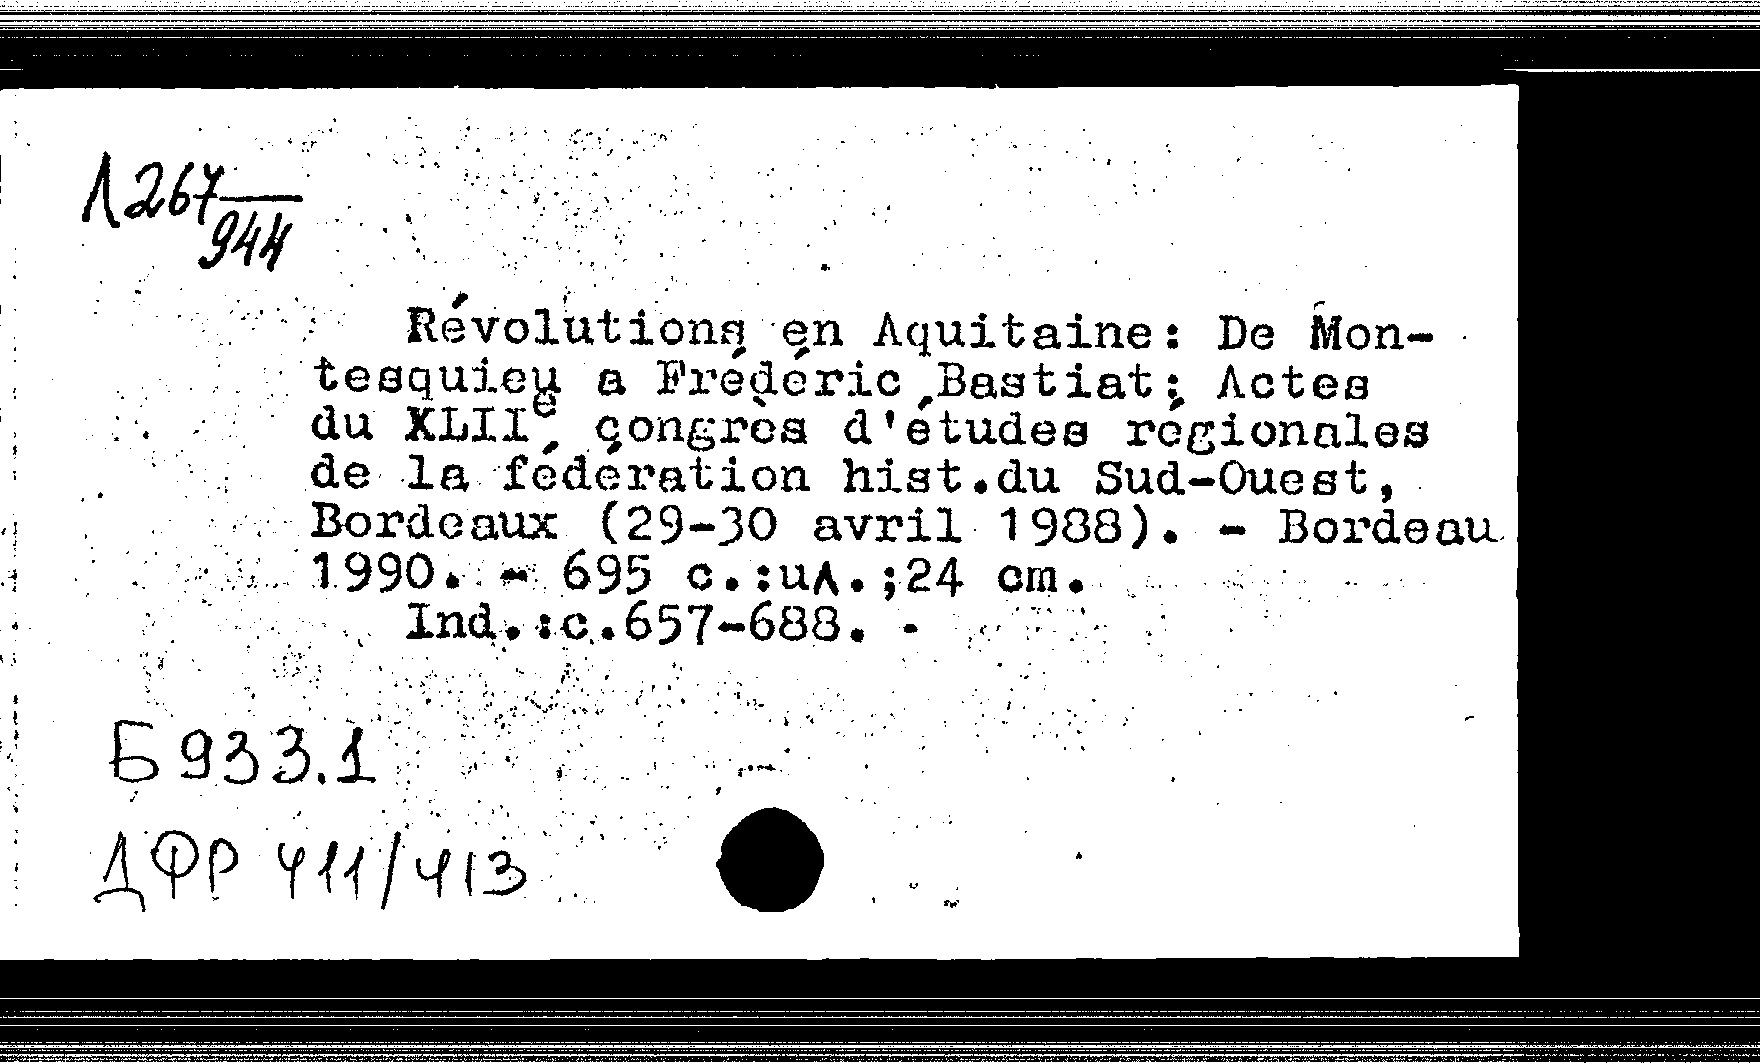 Л267
944
Révolutions en Aquitaine: De Mon-
tesquieu a Frédéric Bastiat: Actes
du XLIIe congrès d'études régionales
de la féderation hist.du Sud-Ouest,
Bordeaux (29-30 avril 1988). - Bordeau
1990. - 695 c.:ил.;24 cm.
Ind.:c.657-688. -
Б933.1
ДФР 411/413